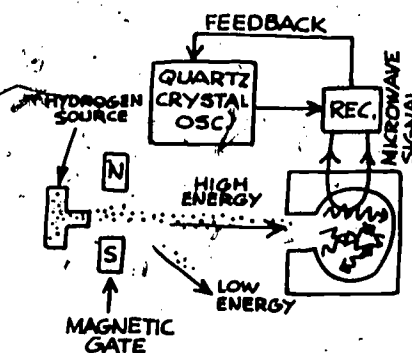 FEEDBACK
QUARTZ
CRYSTAL
OSC.
REC.
MICROWAVE
SIGNAL
HYDROGEN
SOURCE
N
HIGH
ENERGY
S
LOW
ENERGY
MAGNETIC
GATE